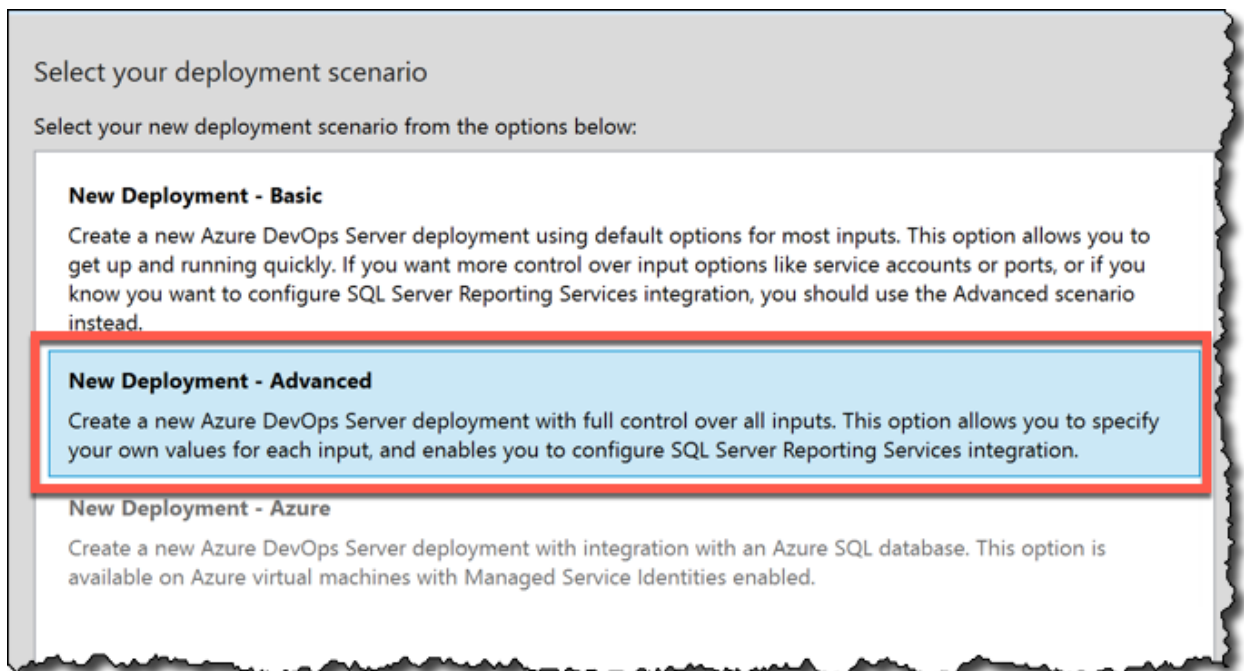 Select your deployment scenario
Select your new deployment scenario from the options below:
New Deployment - Basic
Create a new Azure DevOps Server deployment using default options for most inputs. This option allows you to
get up and running quickly. If you want more control over input options like service accounts or ports, or if you
know you want to configure SQL Server Reporting Services integration, you should use the Advanced scenario
instead.
New Deployment - Advanced
Create a new Azure DevOps Server deployment with full control over all inputs. This option allows you to specify
your own values for each input, and enables you to configure SQL Server Reporting Services integration.
New Deployment - Azure
Create a new Azure DevOps Server deployment with integration with an Azure SQL database. This option is
available on Azure virtual machines with Managed Service Identities enabled.